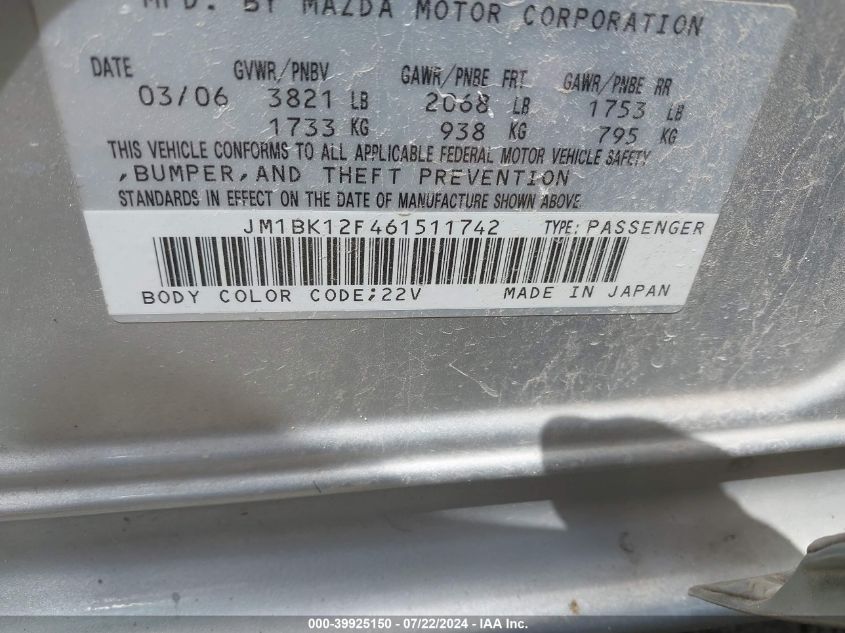 MFD. BY MAZDA MOTOR CORPORATION
DATE GVWR/PNBV GAWR/PNBE FRT GAWR/PNBE RR
03/06 3821 LB 2068 LB 1753 LB
1733 KG 938 KG 795 KG
THIS VEHICLE CONFORMS TO ALL APPLICABLE FEDERAL MOTOR VEHICLE SAFETY
,BUMPER,AND THEFT PREVENTION
STANDARDS IN EFFECT ON THE DATE OF MANUFACTURE SHOWN ABOVE.
JM1BK12F461511742 TYPE: PASSENGER
BODY COLOR CODE;22V MADE IN JAPAN
000-39925150 - 07/22/2024 - IAA Inc.